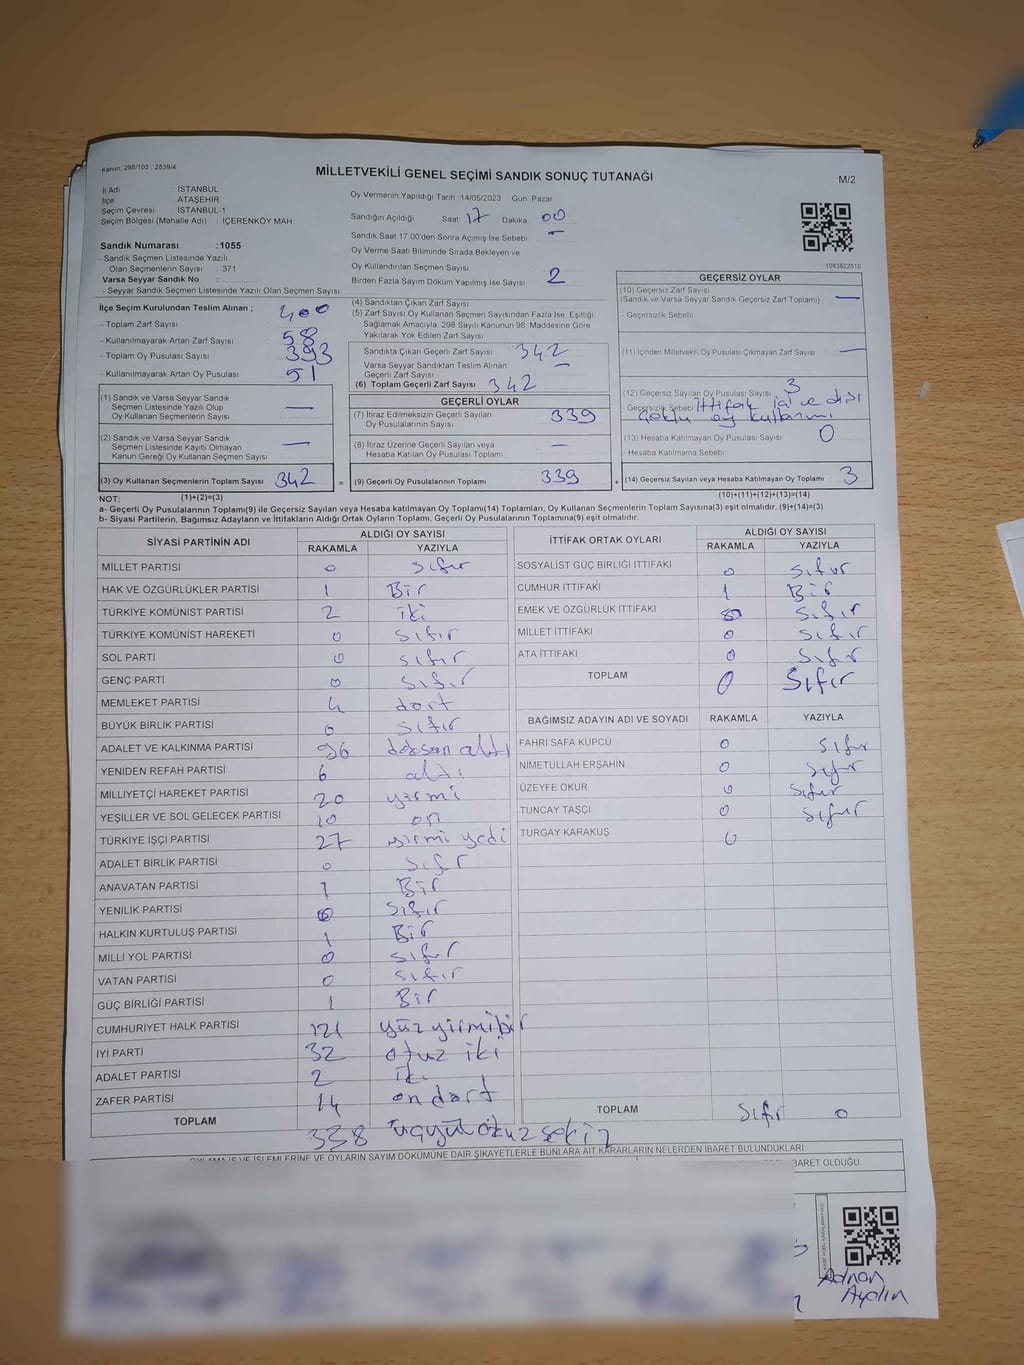 Kanun: 298/105 ; 2839/4
MİLLETVEKİLİ GENEL SEÇİMİ SANDIK SONUÇ TUTANAĞI
M/2
İl Adı : İSTANBUL
İlçe : ATAŞEHİR
Seçim Çevresi : İSTANBUL-1
Seçim Bölgesi (Mahalle Adı) : İÇERENKÖY MAH.
Sandık Numarası :1055
- Sandık Seçmen Listesinde Yazılı
Olan Seçmenlerin Sayısı : 371
Varsa Seyyar Sandık No :
- Seyyar Sandık Seçmen Listesinde Yazılı Olan Seçmen Sayısı:
Oy Vermenin Yapıldığı Tarih :14/05/2023 Gün: Pazar
Sandığın Açıldığı Saat: 17 Dakika: 00
Sandık Saat 17:00'den Sonra Açımış İse Sebebi : —
Oy Verme Saati Bitiminde Sırada Bekleyen ve
Oy Kullandırılan Seçmen Sayısı :
Birden Fazla Sayım Döküm Yapılmış İse Sayısı : 2
1083822510
İlçe Seçim Kurulundan Teslim Alınan ;
- Toplam Zarf Sayısı : 400
- Kullanılmayarak Artan Zarf Sayısı : 58
- Toplam Oy Pusulası Sayısı : 393
- Kullanılmayarak Artan Oy Pusulası : 51
(1) Sandık ve Varsa Seyyar Sandık
Seçmen Listesinde Yazılı Olup
Oy Kullanan Seçmenlerin Sayısı : —
(2) Sandık ve Varsa Seyyar Sandık
Seçmen Listesinde Kayıtlı Olmayan
Kanun Gereği Oy Kullanan Seçmen Sayısı : —
(3) Oy Kullanan Seçmenlerin Toplam Sayısı : 342
(4) Sandıktan Çıkan Zarf Sayısı :
(5) Zarf Sayısı Oy Kullanan Seçmen Sayısından Fazla İse, Eşitliği
Sağlamak Amacıyla, 298 Sayılı Kanunun 98. Maddesine Göre
Yakılarak Yok Edilen Zarf Sayısı :
Sandıkta Çıkan Geçerli Zarf Sayısı : 342
Varsa Seyyar Sandıktan Teslim Alınan
Geçerli Zarf Sayısı : —
(6) Toplam Geçerli Zarf Sayısı : 342
GEÇERLİ OYLAR
(7) İtiraz Edilmeksizin Geçerli Sayılan
Oy Pusulalarının Sayısı : 339
(8) İtiraz Üzerine Geçerli Sayılan veya
Hesaba Katılan Oy Pusulası Toplamı : —
= (9) Geçerli Oy Pusulalarının Toplamı : 339
GEÇERSİZ OYLAR
(10) Geçersiz Zarf Sayısı
(Sandık ve Varsa Seyyar Sandık Geçersiz Zarf Toplamı) : —
- Geçersizlik Sebebi :
(11) İçinden Milletvekili Oy Pusulası Çıkmayan Zarf Sayısı : —
(12) Geçersiz Sayılan Oy Pusulası Sayısı : 3
- Geçersizlik Sebebi : İttifak içi ve dışı
Çoklu oy kullanımı
(13) Hesaba Katılmayan Oy Pusulası Sayısı : 0
- Hesaba Katılmama Sebebi :
+ (14) Geçersiz Sayılan veya Hesaba Katılmayan Oy Toplamı : 3
NOT: (1)+(2)=(3) (10)+(11)+(12)+(13)=(14)
a- Geçerli Oy Pusulalarının Toplamı(9) ile Geçersiz Sayılan veya Hesaba katılmayan Oy Toplamı(14) Toplamları, Oy Kullanan Seçmenlerin Toplam Sayısına(3) eşit olmalıdır. (9)+(14)=(3)
b- Siyasi Partilerin, Bağımsız Adayların ve İttifakların Aldığı Ortak Oyların Toplamı, Geçerli Oy Pusulalarının Toplamına(9) eşit olmalıdır.
SİYASİ PARTİNİN ADI ALDIĞI OY SAYISI
RAKAMLA YAZIYLA
MİLLET PARTİSİ 0 sıfır
HAK VE ÖZGÜRLÜKLER PARTİSİ 1 Bir
TÜRKİYE KOMÜNİST PARTİSİ 2 iki
TÜRKİYE KOMÜNİST HAREKETİ 0 sıfır
SOL PARTİ 0 sıfır
GENÇ PARTİ 0 sıfır
MEMLEKET PARTİSİ 4 dört
BÜYÜK BİRLİK PARTİSİ 0 sıfır
ADALET VE KALKINMA PARTİSİ 96 doksan altı
YENİDEN REFAH PARTİSİ 6 altı
MİLLİYETÇİ HAREKET PARTİSİ 20 yirmi
YEŞİLLER VE SOL GELECEK PARTİSİ 10 on
TÜRKİYE İŞÇİ PARTİSİ 27 yirmi yedi
ADALET BİRLİK PARTİSİ 0 sıfır
ANAVATAN PARTİSİ 1 Bir
YENİLİK PARTİSİ 0 sıfır
HALKIN KURTULUŞ PARTİSİ 1 Bir
MİLLİ YOL PARTİSİ 0 sıfır
VATAN PARTİSİ 0 sıfır
GÜÇ BİRLİĞİ PARTİSİ 1 Bir
CUMHURİYET HALK PARTİSİ 121 yüz yirmi bir
İYİ PARTİ 32 otuz iki
ADALET PARTİSİ 2 iki
ZAFER PARTİSİ 14 on dört
TOPLAM 338 üçyüz otuz sekiz
İTTİFAK ORTAK OYLARI ALDIĞI OY SAYISI
RAKAMLA YAZIYLA
SOSYALİST GÜÇ BİRLİĞİ İTTİFAKI 0 sıfır
CUMHUR İTTİFAKI 1 Bir
EMEK VE ÖZGÜRLÜK İTTİFAKI 0 sıfır
MİLLET İTTİFAKI 0 sıfır
ATA İTTİFAKI 0 sıfır
TOPLAM 0 Sıfır
BAĞIMSIZ ADAYIN ADI VE SOYADI RAKAMLA YAZIYLA
FAHRİ SAFA KÜPCÜ 0 sıfır
NİMETULLAH ERŞAHİN 0 sıfır
ÜZEYFE OKUR 0 sıfır
TUNCAY TAŞÇI 0 sıfır
TURGAY KARAKUŞ 0
TOPLAM sıfır 0
OYLAMA İŞ VE İŞLEMLERİNE VE OYLARIN SAYIM DÖKÜMÜNE DAİR ŞİKAYETLERLE BUNLARA AİT KARARLARIN NELERDEN İBARET BULUNDUKLARI
BARET OLDUĞU
Adnan
Aydın